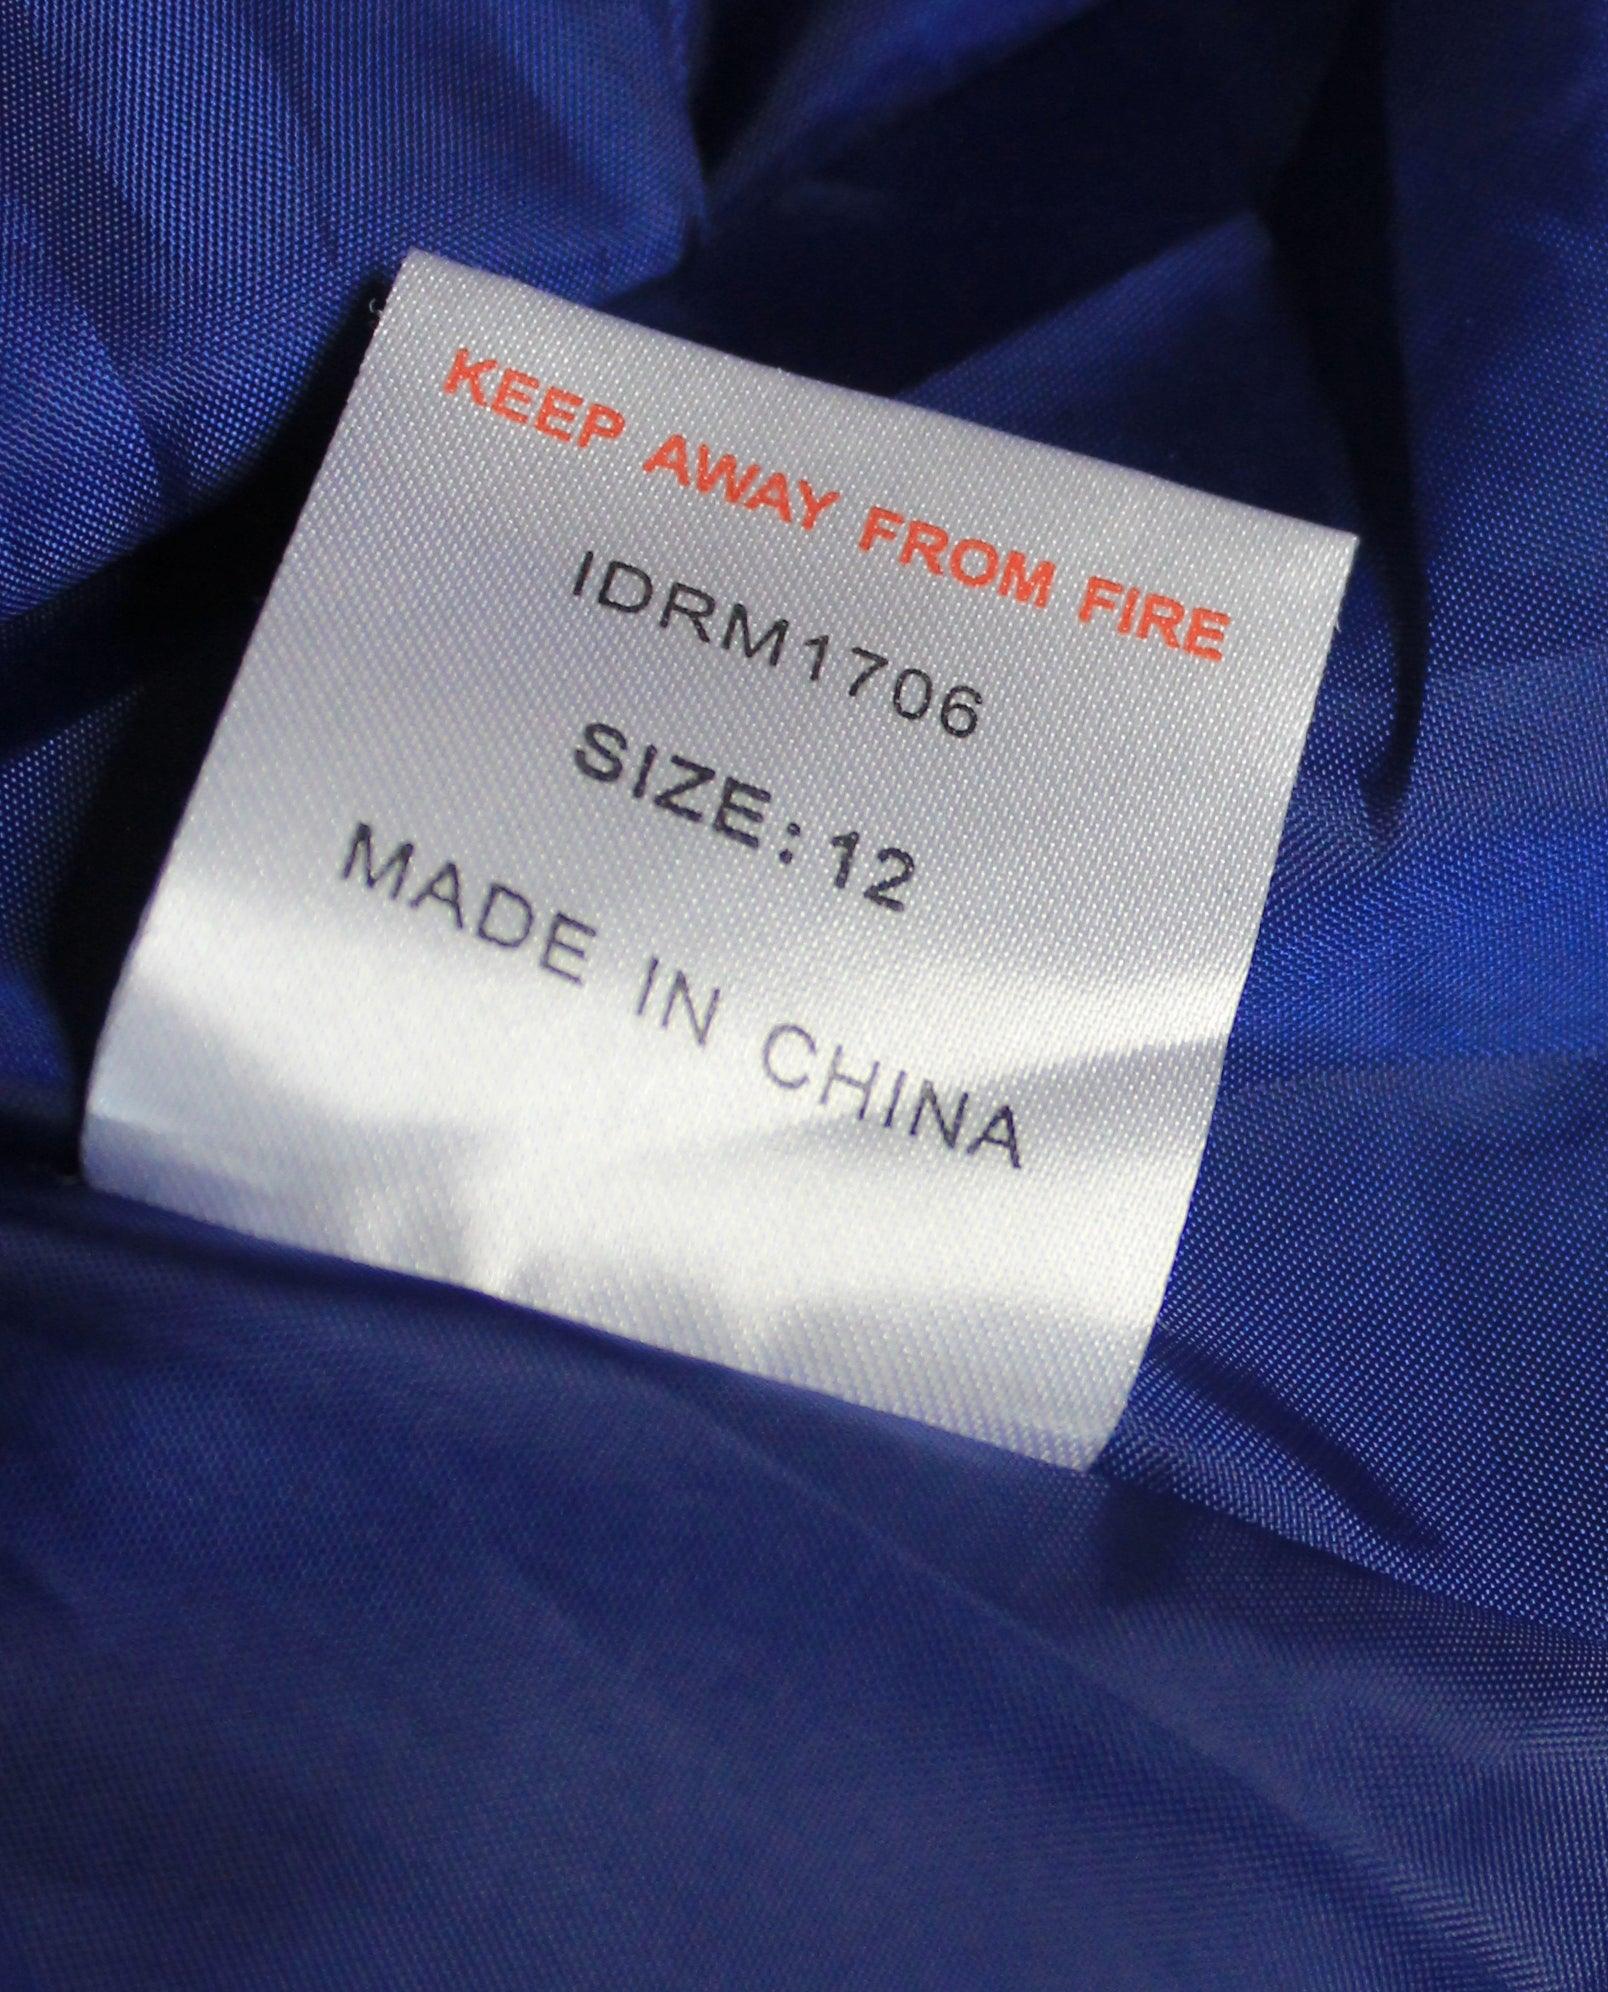 KEEP AWAY FROM FIRE
IDRM1706
SIZE: 12
MADE IN CHINA